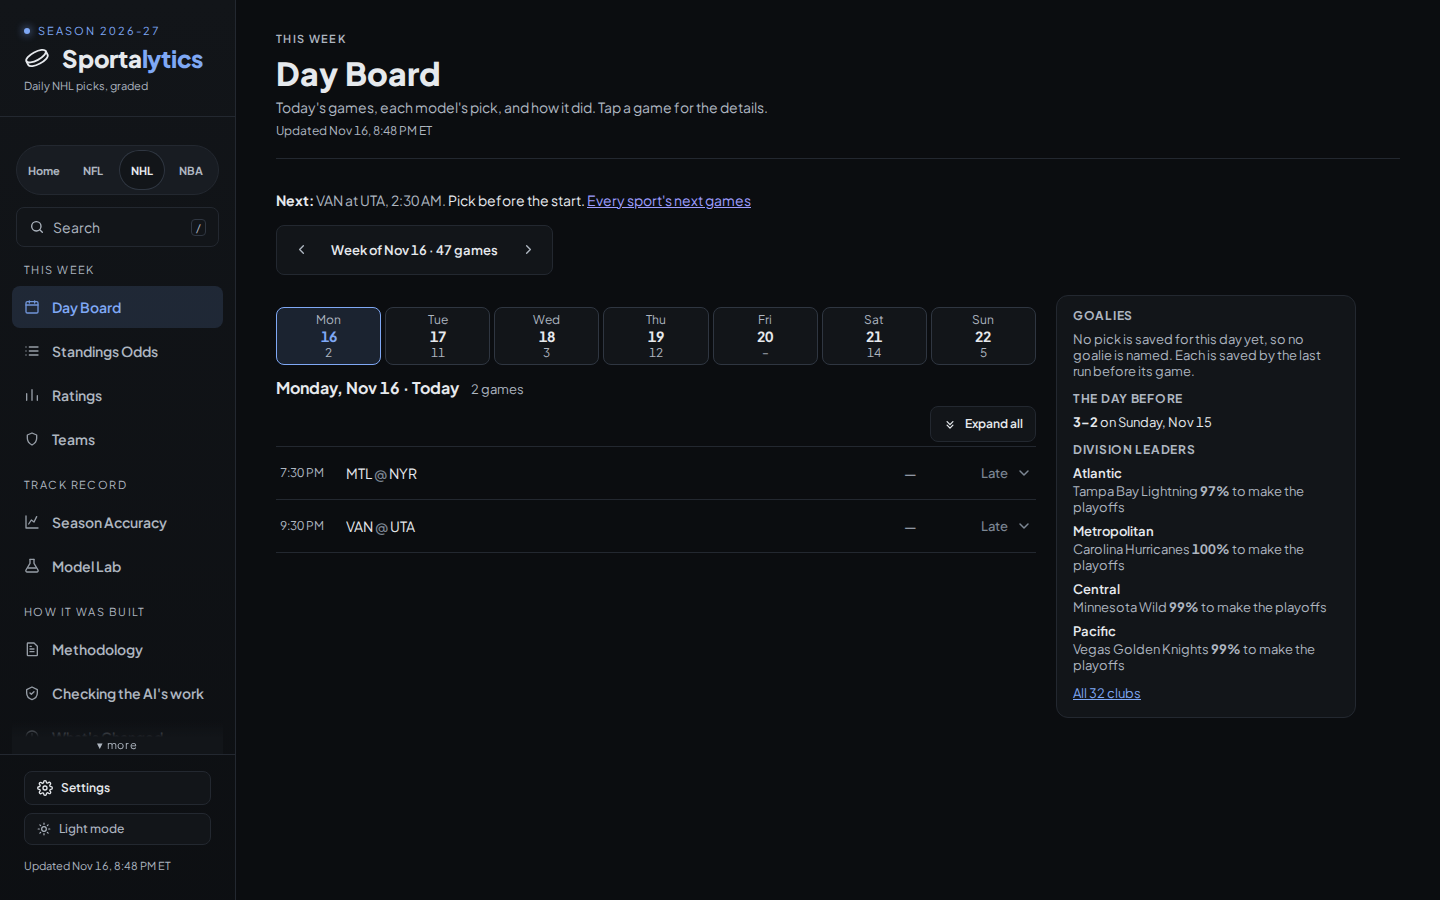 SEASON 2026-27
Sportalytics
Daily NHL picks, graded
Home NFL NHL NBA
Search /
THIS WEEK
Day Board
Standings Odds
Ratings
Teams
TRACK RECORD
Season Accuracy
Model Lab
HOW IT WAS BUILT
Methodology
Checking the AI's work
What's Changed
▾ more
Settings
Light mode
Updated Nov 16, 8:48 PM ET
THIS WEEK
Day Board
Today's games, each model's pick, and how it did. Tap a game for the details.
Updated Nov 16, 8:48 PM ET
Next: VAN at UTA, 2:30 AM. Pick before the start. Every sport's next games
Week of Nov 16 · 47 games
Mon 16 2
Tue 17 11
Wed 18 3
Thu 19 12
Fri 20 –
Sat 21 14
Sun 22 5
Monday, Nov 16 · Today 2 games
Expand all
7:30 PM MTL @ NYR — Late
9:30 PM VAN @ UTA — Late
GOALIES
No pick is saved for this day yet, so no
goalie is named. Each is saved by the last
run before its game.
THE DAY BEFORE
3–2 on Sunday, Nov 15
DIVISION LEADERS
Atlantic
Tampa Bay Lightning 97% to make the
playoffs
Metropolitan
Carolina Hurricanes 100% to make the
playoffs
Central
Minnesota Wild 99% to make the playoffs
Pacific
Vegas Golden Knights 99% to make the
playoffs
All 32 clubs